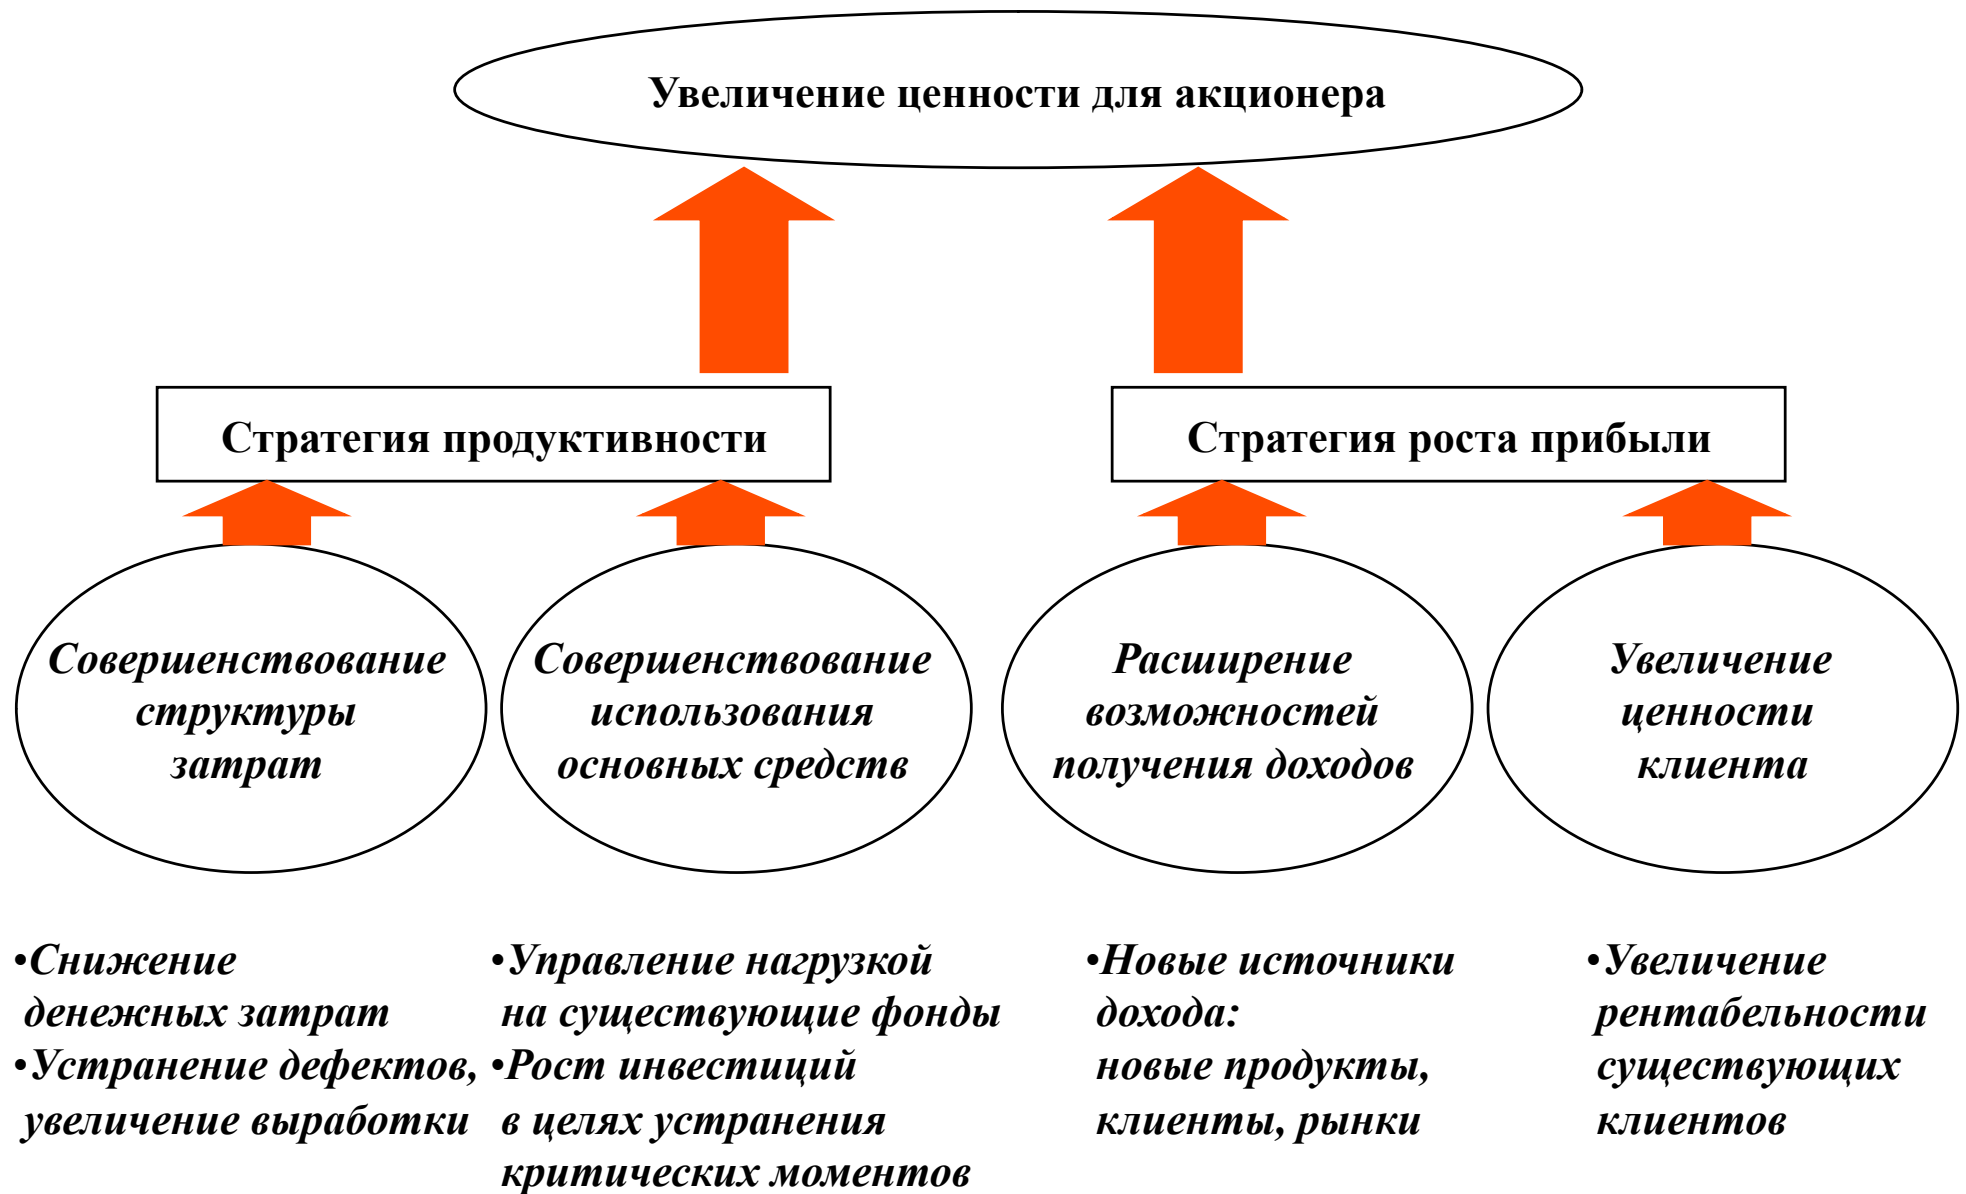 Увеличение ценности для акционера
Стратегия продуктивности
Стратегия роста прибыли
Совершенствование
структуры
затрат
Совершенствование
использования
основных средств
Расширение
возможностей
получения доходов
Увеличение
ценности
клиента
•Снижение
денежных затрат
•Устранение дефектов,
увеличение выработки
•Управление нагрузкой
на существующие фонды
•Рост инвестиций
в целях устранения
критических моментов
•Новые источники
дохода:
новые продукты,
клиенты, рынки
•Увеличение
рентабельности
существующих
клиентов